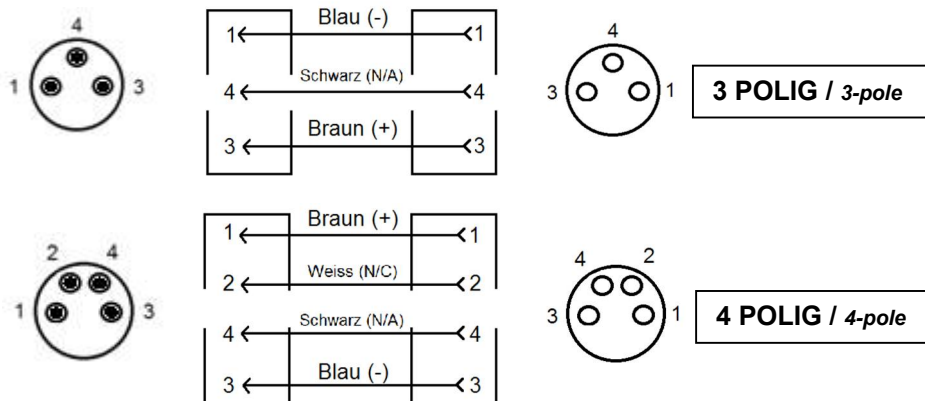 4
1 3
Blau (-)
1 1
Schwarz (N/A)
4 4
Braun (+)
3 3
4
3 1
3 POLIG / 3-pole
2 4
1 3
Braun (+)
1 1
Weiss (N/C)
2 2
Schwarz (N/A)
4 4
Blau (-)
3 3
4 2
3 1
4 POLIG / 4-pole